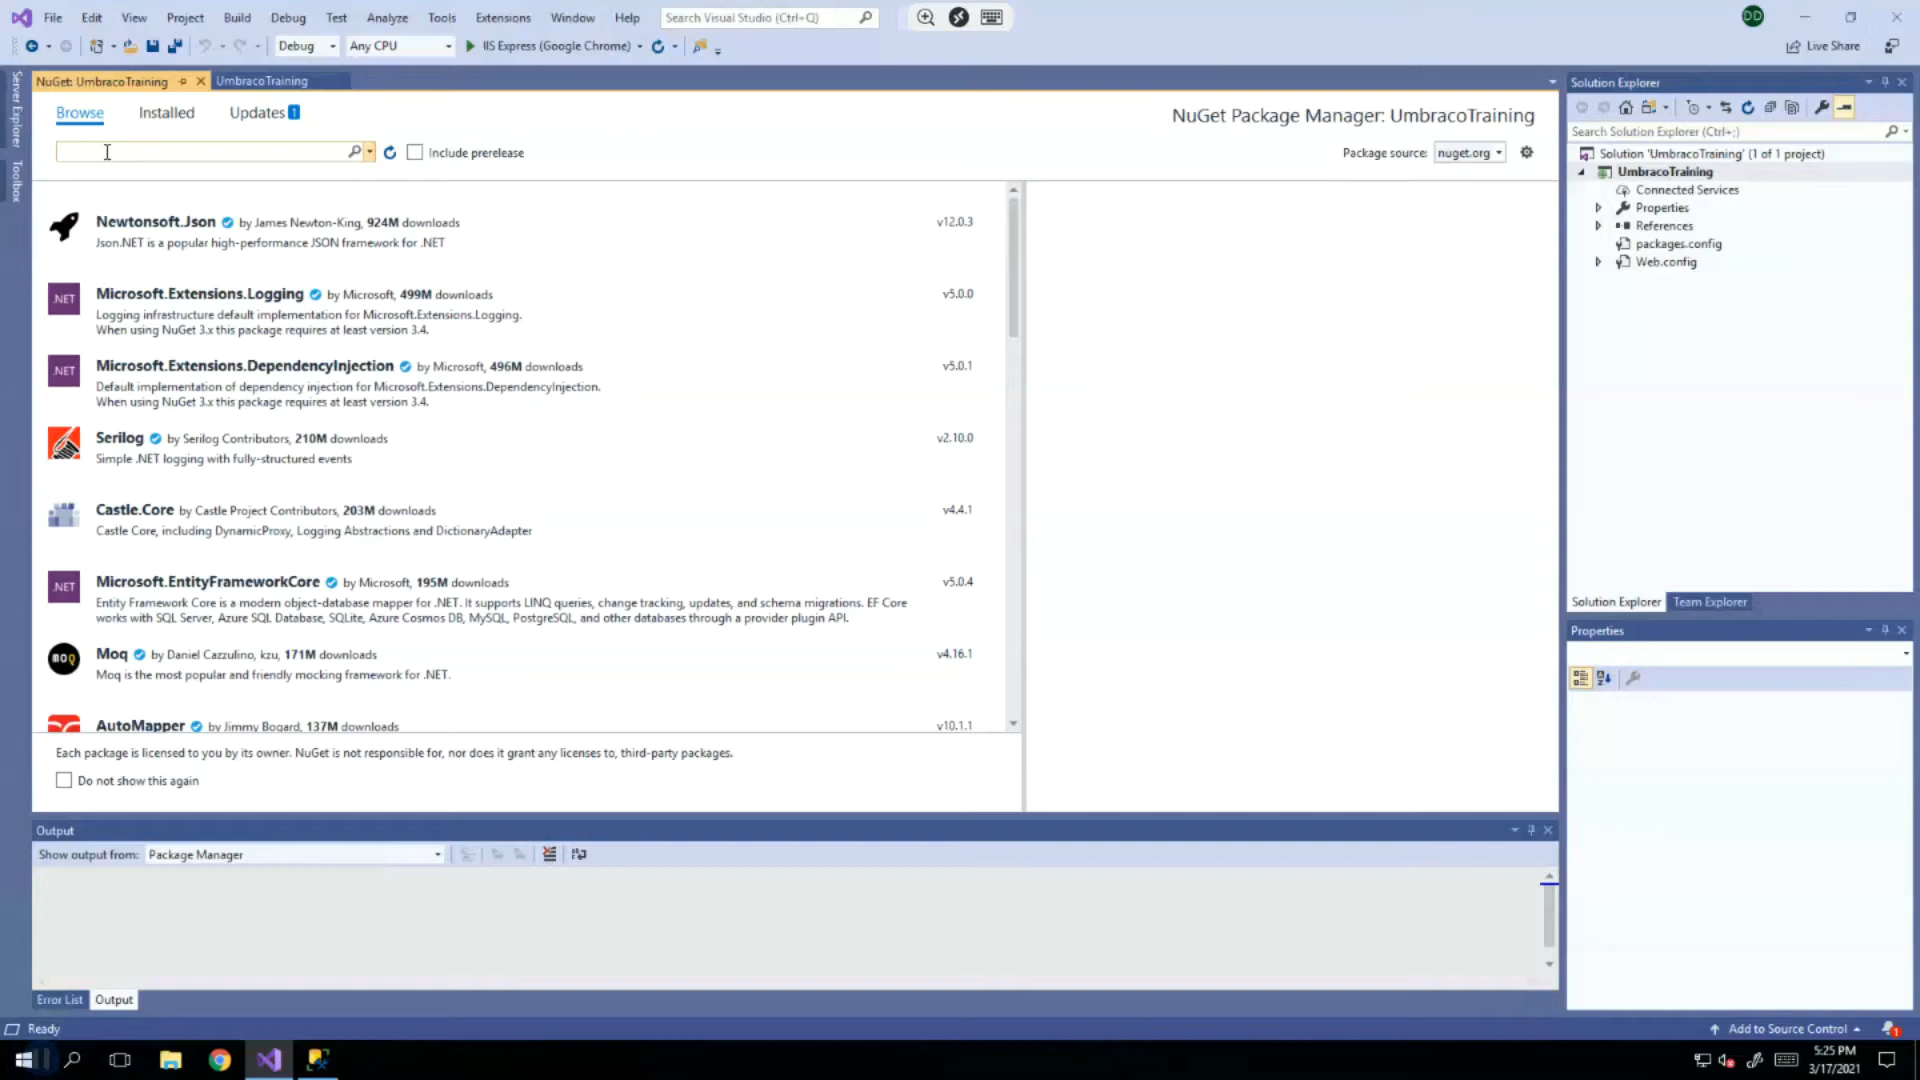 File Edit View Project Build Debug Test Analyze Tools Extensions Window Help Search Visual Studio (Ctrl+Q) DD
Debug Any CPU IIS Express (Google Chrome) Live Share
Server Explorer
Toolbox
NuGet: UmbracoTraining UmbracoTraining
Browse Installed Updates 1
NuGet Package Manager: UmbracoTraining
Include prerelease
Package source: nuget.org
Newtonsoft.Json by James Newton-King, 924M downloads v12.0.3
Json.NET is a popular high-performance JSON framework for .NET
.NET
Microsoft.Extensions.Logging by Microsoft, 499M downloads v5.0.0
Logging infrastructure default implementation for Microsoft.Extensions.Logging.
When using NuGet 3.x this package requires at least version 3.4.
.NET
Microsoft.Extensions.DependencyInjection by Microsoft, 496M downloads v5.0.1
Default implementation of dependency injection for Microsoft.Extensions.DependencyInjection.
When using NuGet 3.x this package requires at least version 3.4.
Serilog by Serilog Contributors, 210M downloads v2.10.0
Simple .NET logging with fully-structured events
Castle.Core by Castle Project Contributors, 203M downloads v4.4.1
Castle Core, including DynamicProxy, Logging Abstractions and DictionaryAdapter
.NET
Microsoft.EntityFrameworkCore by Microsoft, 195M downloads v5.0.4
Entity Framework Core is a modern object-database mapper for .NET. It supports LINQ queries, change tracking, updates, and schema migrations. EF Core
works with SQL Server, Azure SQL Database, SQLite, Azure Cosmos DB, MySQL, PostgreSQL, and other databases through a provider plugin API.
MOQ
Moq by Daniel Cazzulino, kzu, 171M downloads v4.16.1
Moq is the most popular and friendly mocking framework for .NET.
AutoMapper by Jimmy Bogard, 137M downloads v10.1.1
Each package is licensed to you by its owner. NuGet is not responsible for, nor does it grant any licenses to, third-party packages.
Do not show this again
Output
Show output from: Package Manager
Error List Output
Solution Explorer
Search Solution Explorer (Ctrl+;)
Solution 'UmbracoTraining' (1 of 1 project)
UmbracoTraining
Connected Services
Properties
References
packages.config
Web.config
Solution Explorer Team Explorer
Properties
Ready
Add to Source Control 1
5:25 PM
3/17/2021